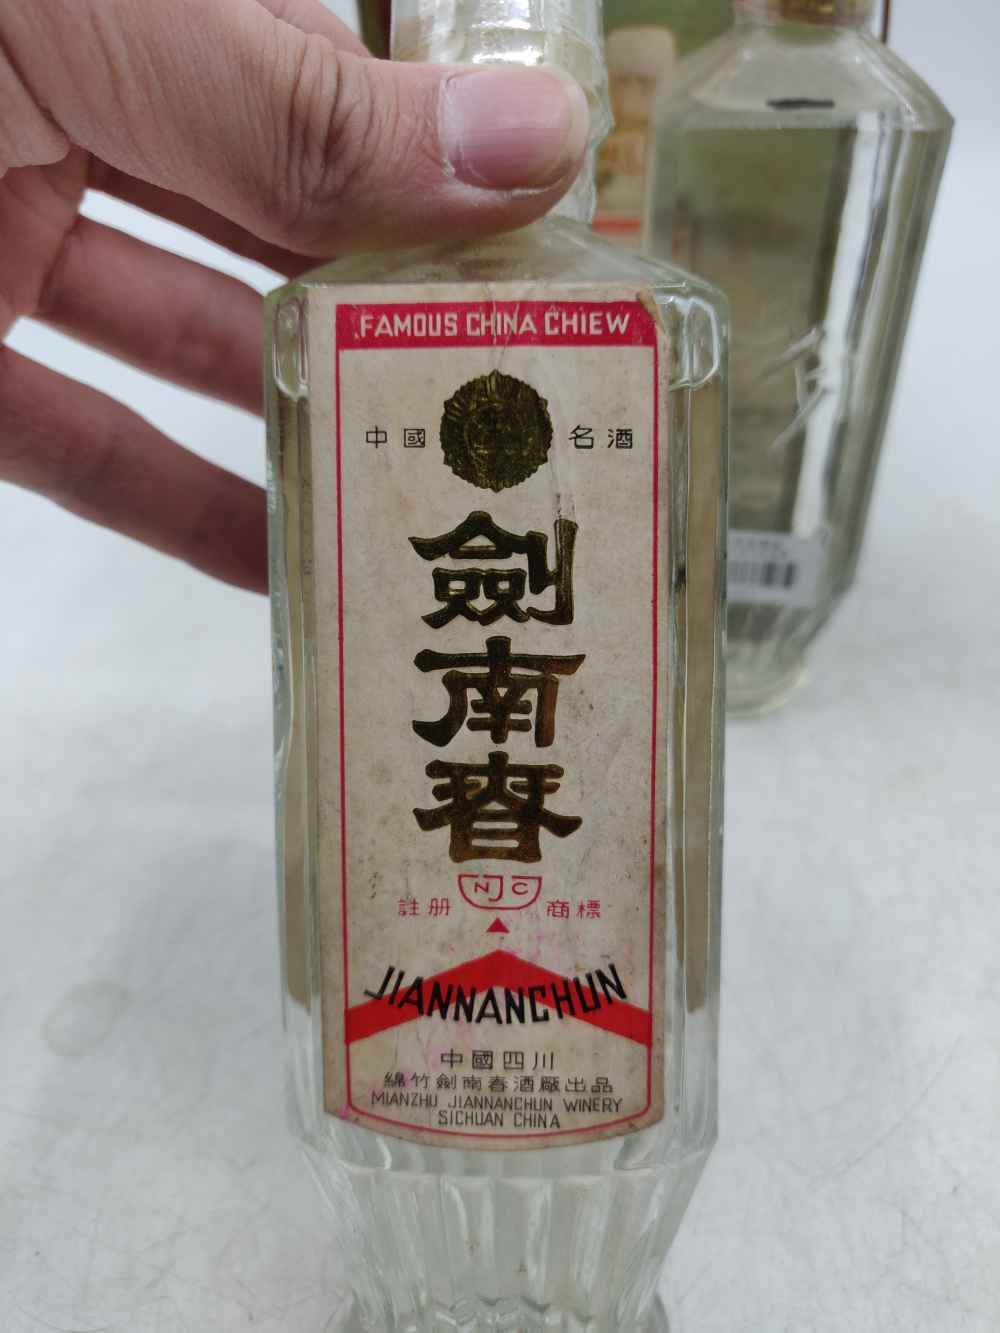 FAMOUS CHINA CHIEW
中國 名酒
劍南春
NJC
註册 商標
JIANNANCHUN
中國四川
綿竹劍南春酒廠出品
MIANZHU JIANNANCHUN WINERY
SICHUAN CHINA